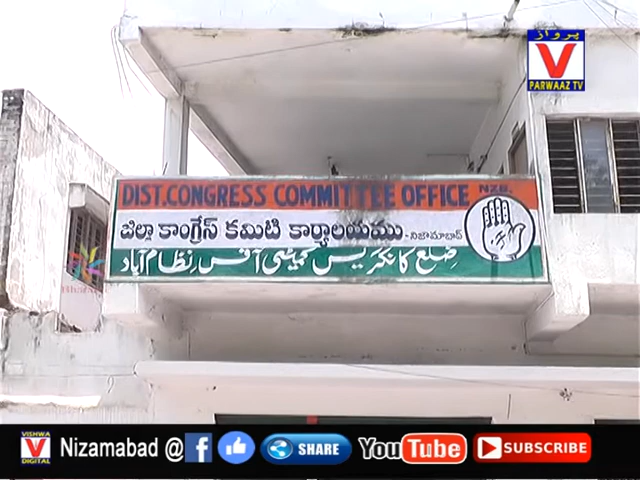 پرواز
V
PARWAAZ TV
DIST.CONGRESS COMMITTEE OFFICE NZB.
జిల్లా కాంగ్రేస్ కమిటి కార్యాలయము -నిజామాబాద్
ضلع کانگریس کمیٹی آفس نظام آباد
VISHWA
V
DIGITAL
Nizamabad @ f SHARE YouTube SUBSCRIBE